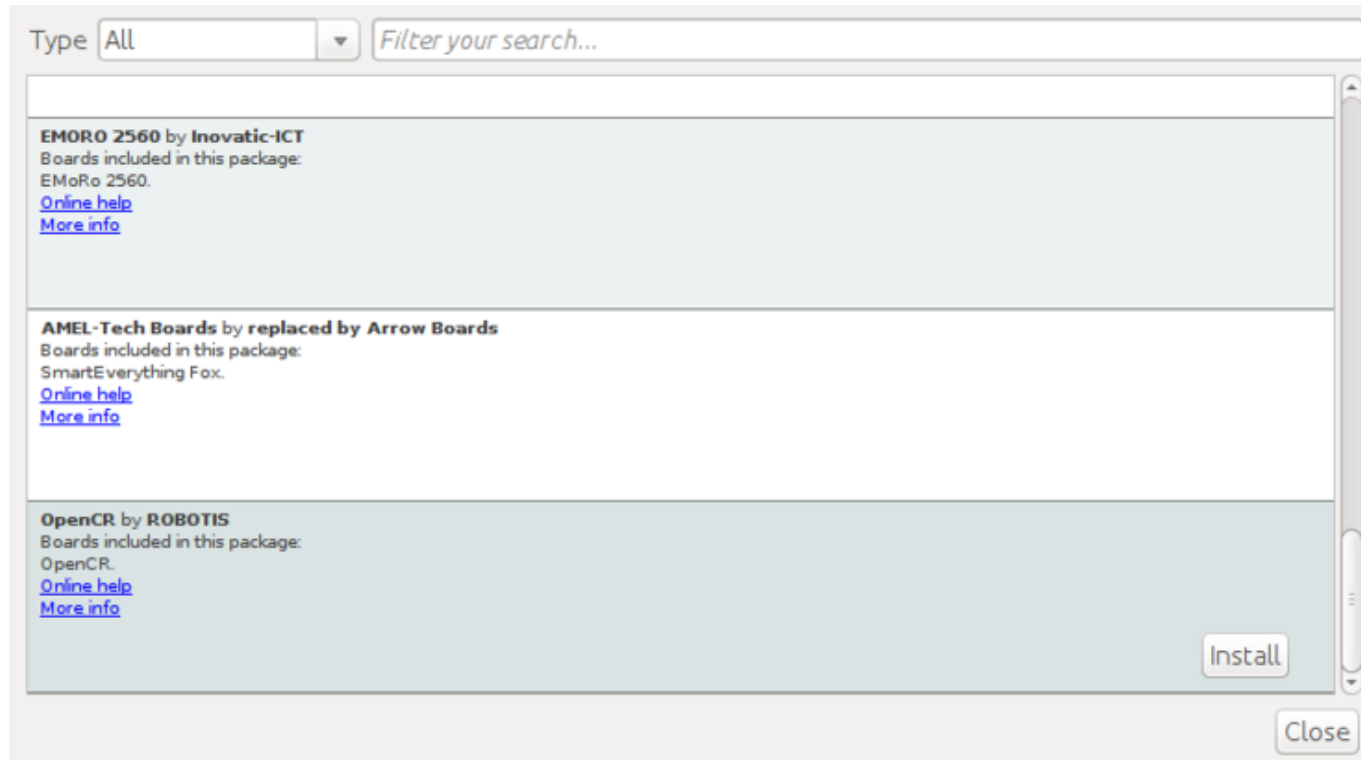 Type All Filter your search...
EMORO 2560 by Inovatic-ICT
Boards included in this package:
EMoRo 2560.
Online help
More info
AMEL-Tech Boards by replaced by Arrow Boards
Boards included in this package:
SmartEverything Fox.
Online help
More info
OpenCR by ROBOTIS
Boards included in this package:
OpenCR.
Online help
More info
Install
Close